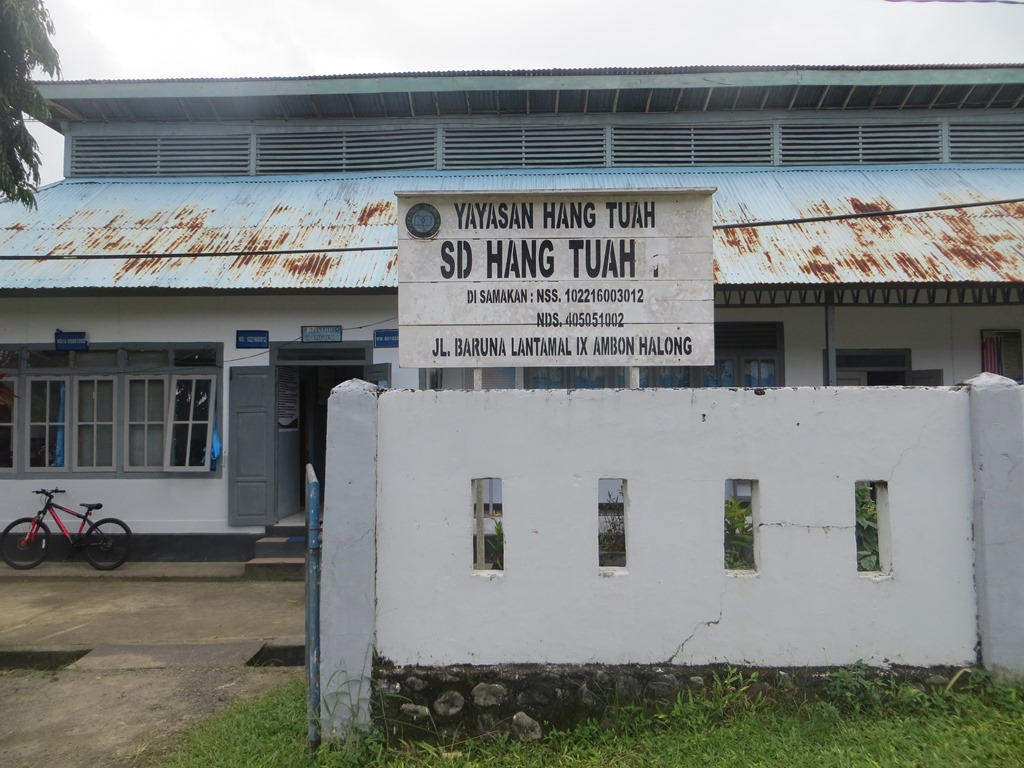 YAYASAN HANG TUAH
SD HANG TUAH
DI SAMAKAN : NSS. 102216003012
NDS. 405051002
JL. BARUNA LANTAMAL IX AMBON HALONG